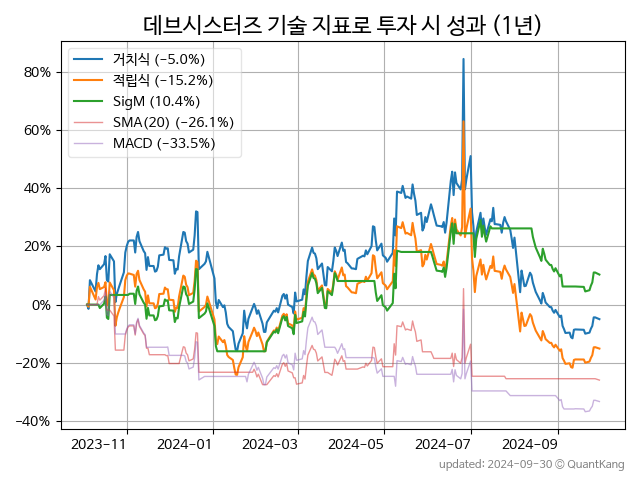 데브시스터즈 기술 지표로 투자 시 성과 (1년)
거치식 (-5.0%)
적립식 (-15.2%)
SigM (10.4%)
SMA(20) (-26.1%)
MACD (-33.5%)
80%
60%
40%
20%
0%
-20%
-40%
2023-11
2024-01
2024-03
2024-05
2024-07
2024-09
updated: 2024-09-30 © QuantKang